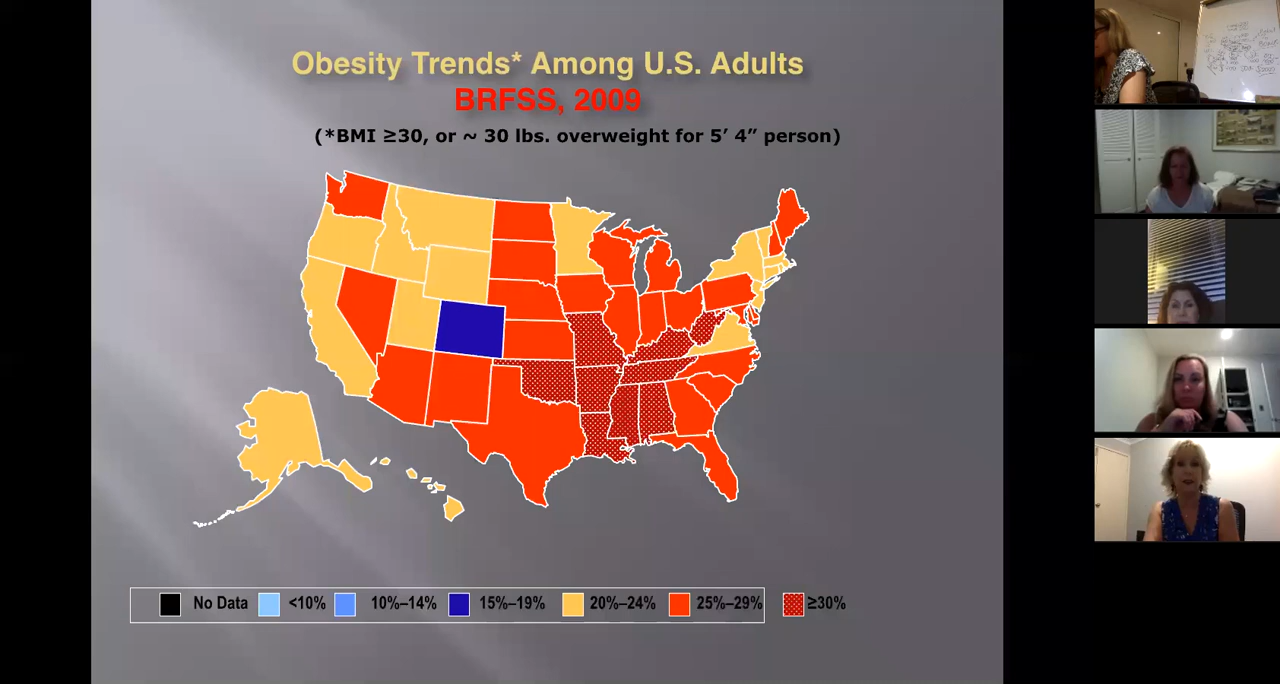 Obesity Trends* Among U.S. Adults
BRFSS, 2009
(*BMI ≥30, or ~ 30 lbs. overweight for 5’ 4” person)
No Data <10% 10%–14% 15%–19% 20%–24% 25%–29% ≥30%